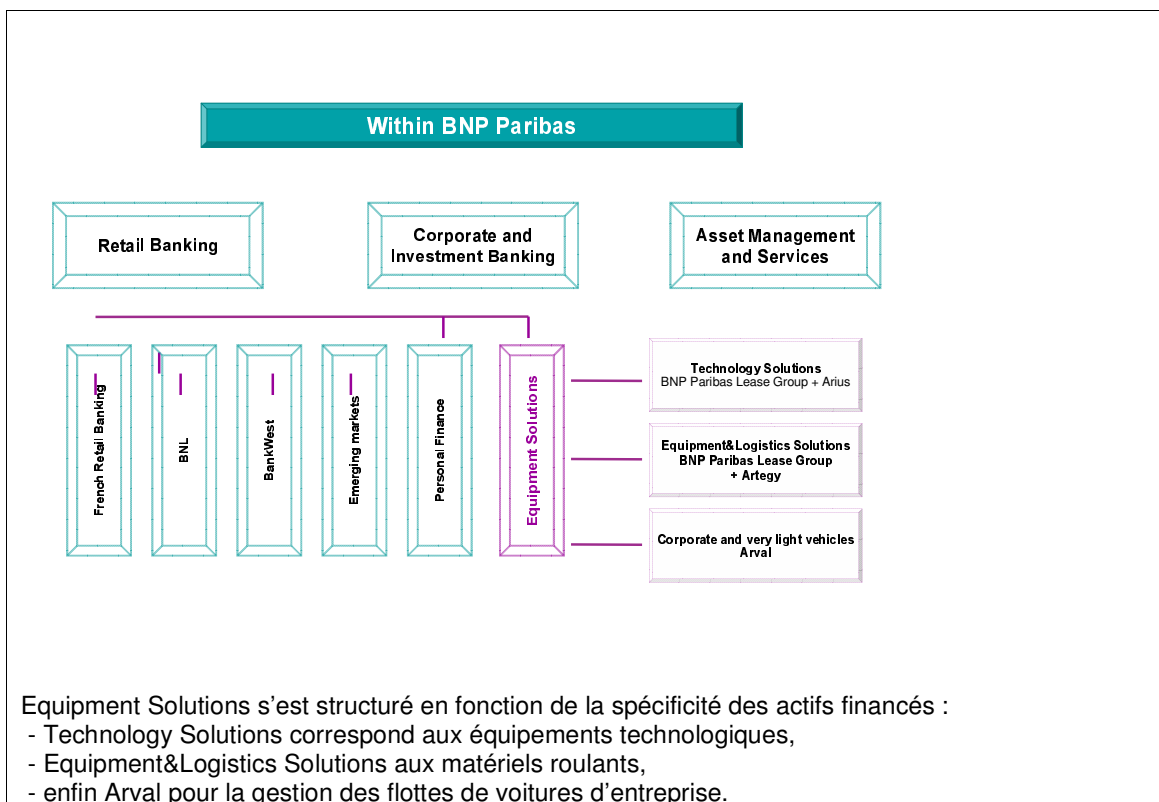 Within BNP Paribas
Retail Banking
Corporate and
Investment Banking
Asset Management
and Services
French Retail Banking
BNL
BankWest
Emerging markets
Personal Finance
Equipment Solutions
Technology Solutions
BNP Paribas Lease Group + Arius
Equipment&Logistics Solutions
BNP Paribas Lease Group
+ Artegy
Corporate and very light vehicles
Arval
Equipment Solutions s’est structuré en fonction de la spécificité des actifs financés :
- Technology Solutions correspond aux équipements technologiques,
- Equipment&Logistics Solutions aux matériels roulants,
- enfin Arval pour la gestion des flottes de voitures d’entreprise.